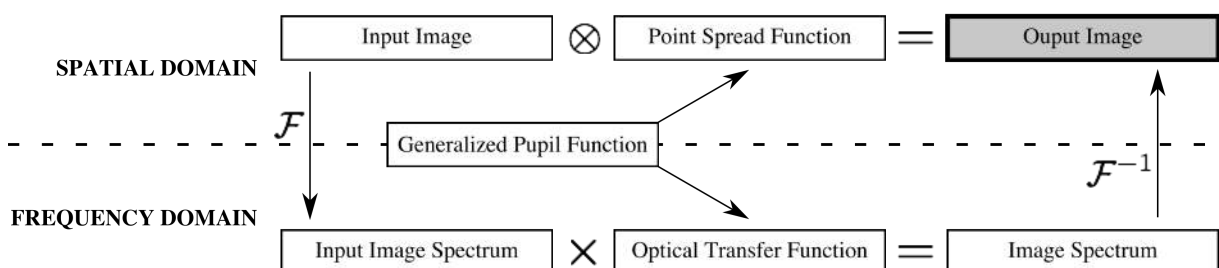 Input Image ⊗ Point Spread Function = Ouput Image
SPATIAL DOMAIN
ℱ
Generalized Pupil Function
ℱ⁻¹
FREQUENCY DOMAIN
Input Image Spectrum × Optical Transfer Function = Image Spectrum